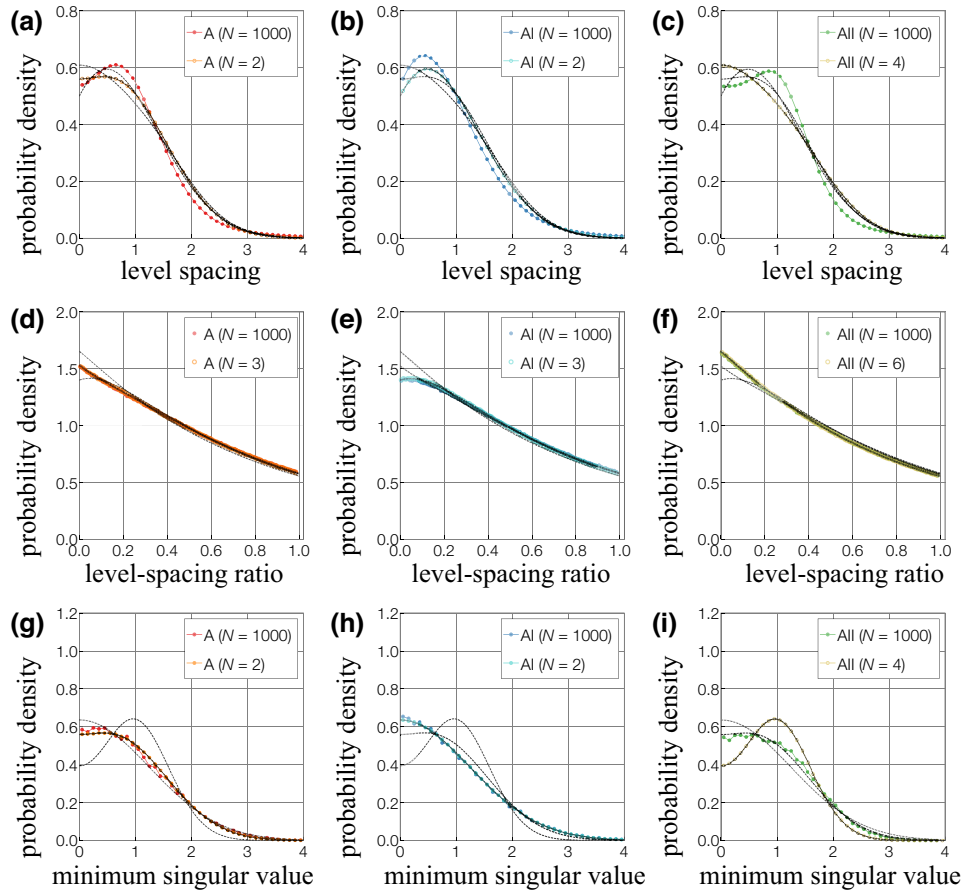 (a)
probability density
0.8
0.6
0.4
0.2
0.0
0 1 2 3 4
level spacing
A (N = 1000)
A (N = 2)
(b)
probability density
0.8
0.6
0.4
0.2
0.0
0 1 2 3 4
level spacing
AI (N = 1000)
AI (N = 2)
(c)
probability density
0.8
0.6
0.4
0.2
0.0
0 1 2 3 4
level spacing
AII (N = 1000)
AII (N = 4)
(d)
probability density
2.0
1.5
1.0
0.5
0.0
0.0 0.2 0.4 0.6 0.8 1.0
level-spacing ratio
A (N = 1000)
A (N = 3)
(e)
probability density
2.0
1.5
1.0
0.5
0.0
0.0 0.2 0.4 0.6 0.8 1.0
level-spacing ratio
AI (N = 1000)
AI (N = 3)
(f)
probability density
2.0
1.5
1.0
0.5
0.0
0.0 0.2 0.4 0.6 0.8 1.0
level-spacing ratio
AII (N = 1000)
AII (N = 6)
(g)
probability density
1.2
1.0
0.8
0.6
0.4
0.2
0.0
0 1 2 3 4
minimum singular value
A (N = 1000)
A (N = 2)
(h)
probability density
1.2
1.0
0.8
0.6
0.4
0.2
0.0
0 1 2 3 4
minimum singular value
AI (N = 1000)
AI (N = 2)
(i)
probability density
1.2
1.0
0.8
0.6
0.4
0.2
0.0
0 1 2 3 4
minimum singular value
AII (N = 1000)
AII (N = 4)